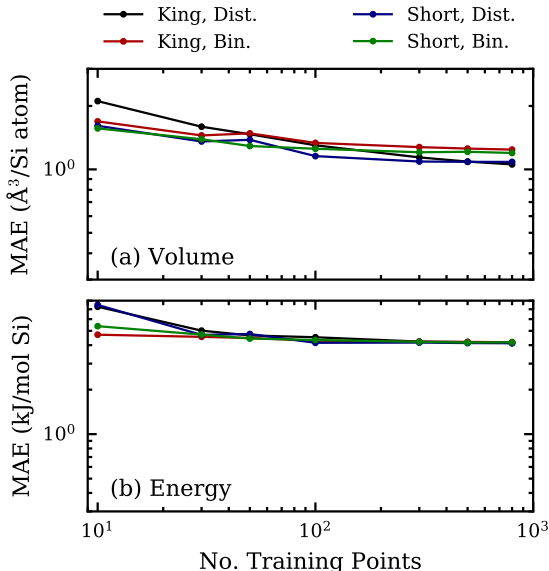 King, Dist. Short, Dist.
King, Bin. Short, Bin.
MAE (Å³/Si atom)
10⁰
(a) Volume
MAE (kJ/mol Si)
10⁰
(b) Energy
10¹ 10² 10³
No. Training Points